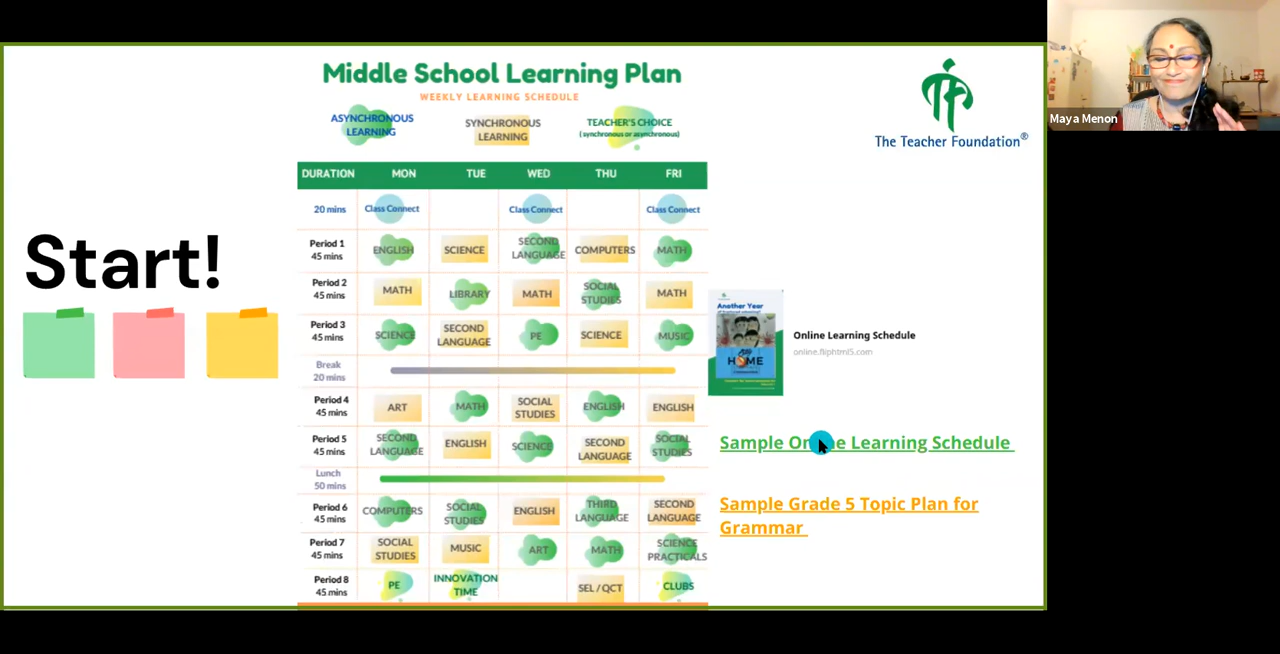 Maya Menon
Middle School Learning Plan
WEEKLY LEARNING SCHEDULE
ASYNCHRONOUS
LEARNING
SYNCHRONOUS
LEARNING
TEACHER'S CHOICE
( synchronous or asynchronous)
The Teacher Foundation®
Start!
DURATION MON TUE WED THU FRI
20 mins Class Connect Class Connect Class Connect
Period 1
45 mins
ENGLISH
SCIENCE
SECOND
LANGUAGE
COMPUTERS
MATH
Period 2
45 mins
MATH
LIBRARY
MATH
SOCIAL
STUDIES
MATH
Period 3
45 mins
SCIENCE
SECOND
LANGUAGE
PE
SCIENCE
MUSIC
Break
20 mins
Period 4
45 mins
ART
MATH
SOCIAL
STUDIES
ENGLISH
ENGLISH
Period 5
45 mins
SECOND
LANGUAGE
ENGLISH
SCIENCE
SECOND
LANGUAGE
SOCIAL
STUDIES
Lunch
50 mins
Period 6
45 mins
COMPUTERS
SOCIAL
STUDIES
ENGLISH
THIRD
LANGUAGE
SECOND
LANGUAGE
Period 7
45 mins
SOCIAL
STUDIES
MUSIC
ART
MATH
SCIENCE
PRACTICALS
Period 8
45 mins
PE
INNOVATION
TIME
SEL / QCT
CLUBS
Another Year
HOME
Online Learning Schedule
online.fliphtml5.com
Sample Online Learning Schedule
Sample Grade 5 Topic Plan for
Grammar